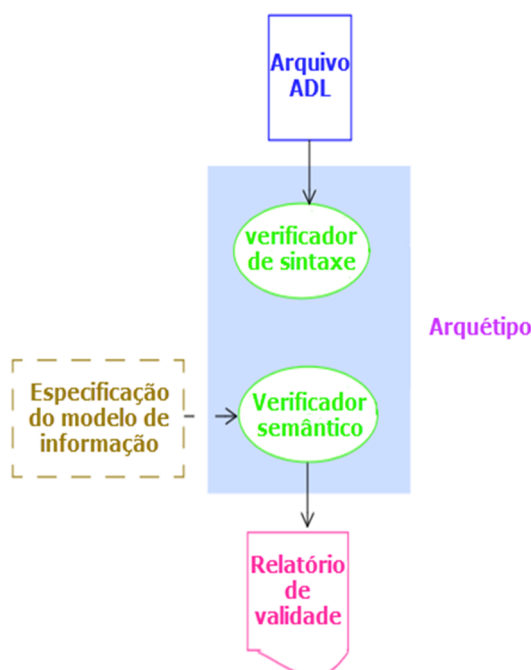 Arquivo
ADL
verificador
de sintaxe
Arquétipo
Especificação
do modelo de
informação
Verificador
semântico
Relatório
de
validade